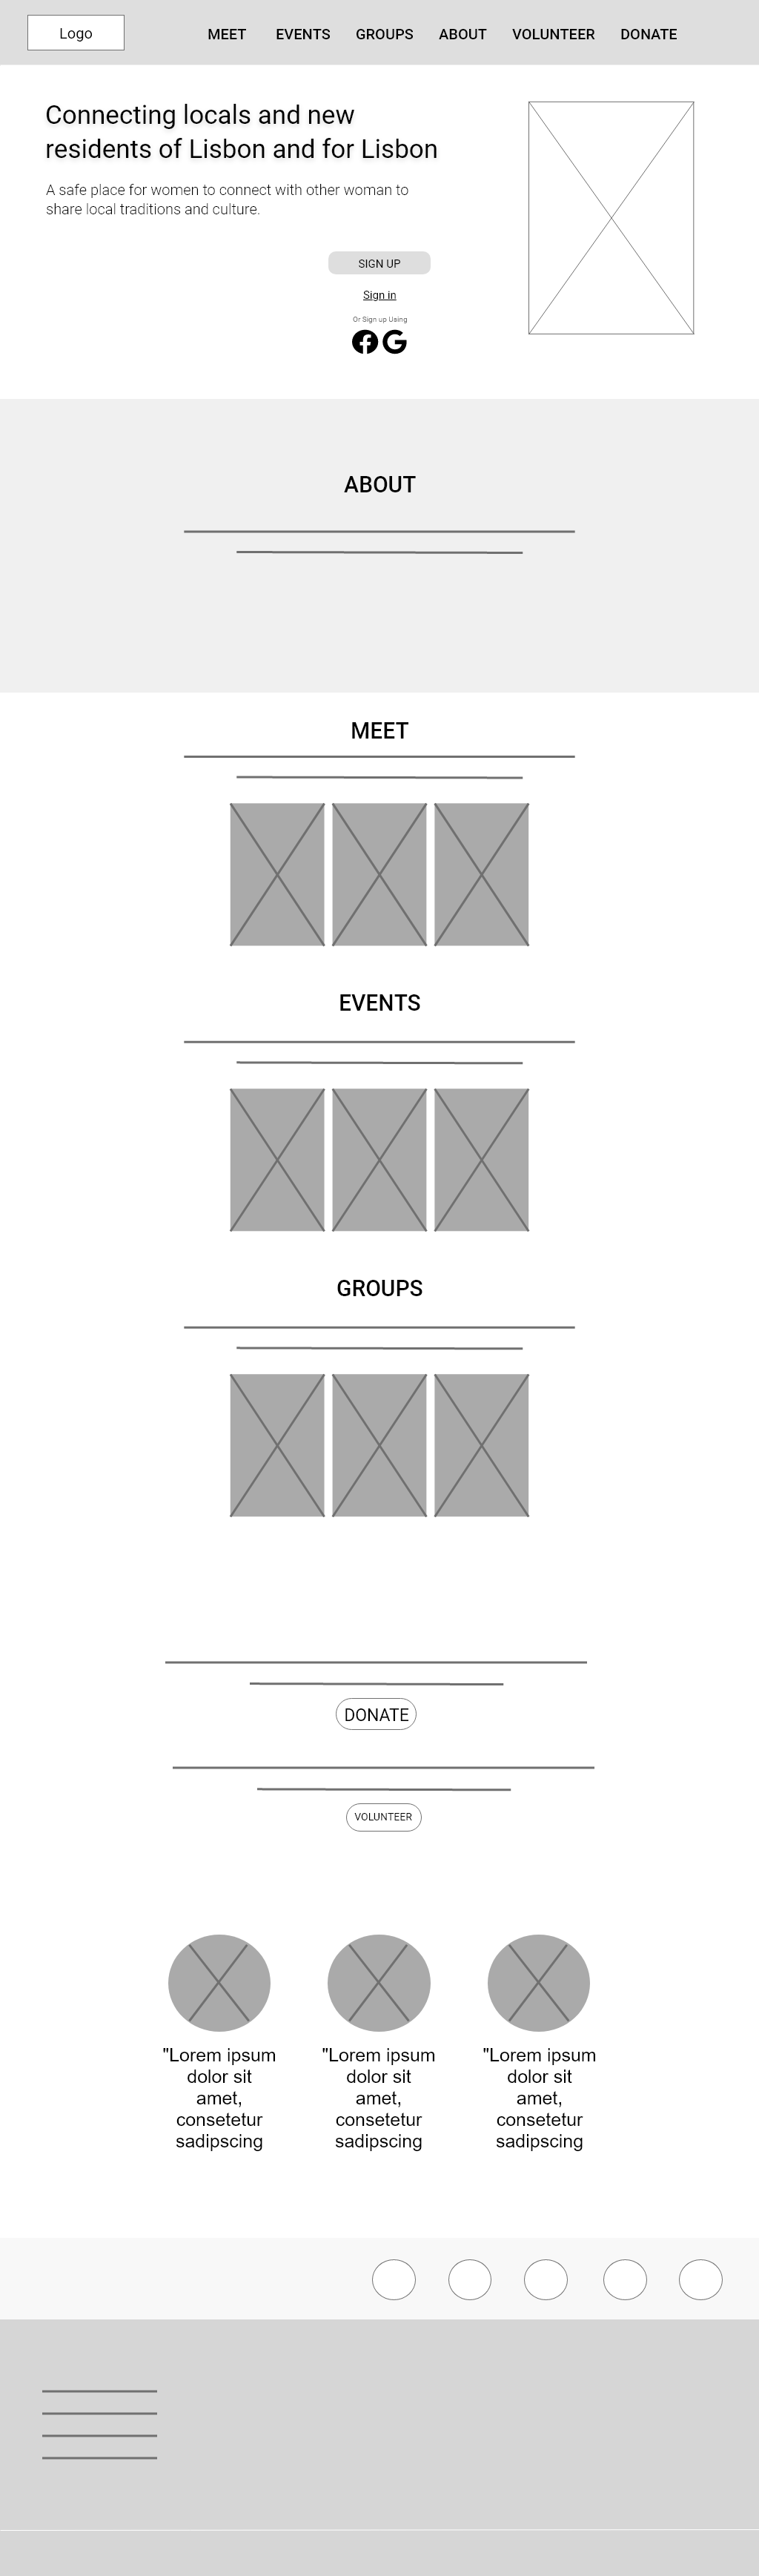 Logo
MEET EVENTS GROUPS ABOUT VOLUNTEER DONATE
Connecting locals and new
residents of Lisbon and for Lisbon
A safe place for women to connect with other woman to
share local traditions and culture.
SIGN UP
Sign in
Or Sign up Using
ABOUT
MEET
EVENTS
GROUPS
DONATE
VOLUNTEER
"Lorem ipsum
dolor sit
amet,
consetetur
sadipscing
"Lorem ipsum
dolor sit
amet,
consetetur
sadipscing
"Lorem ipsum
dolor sit
amet,
consetetur
sadipscing